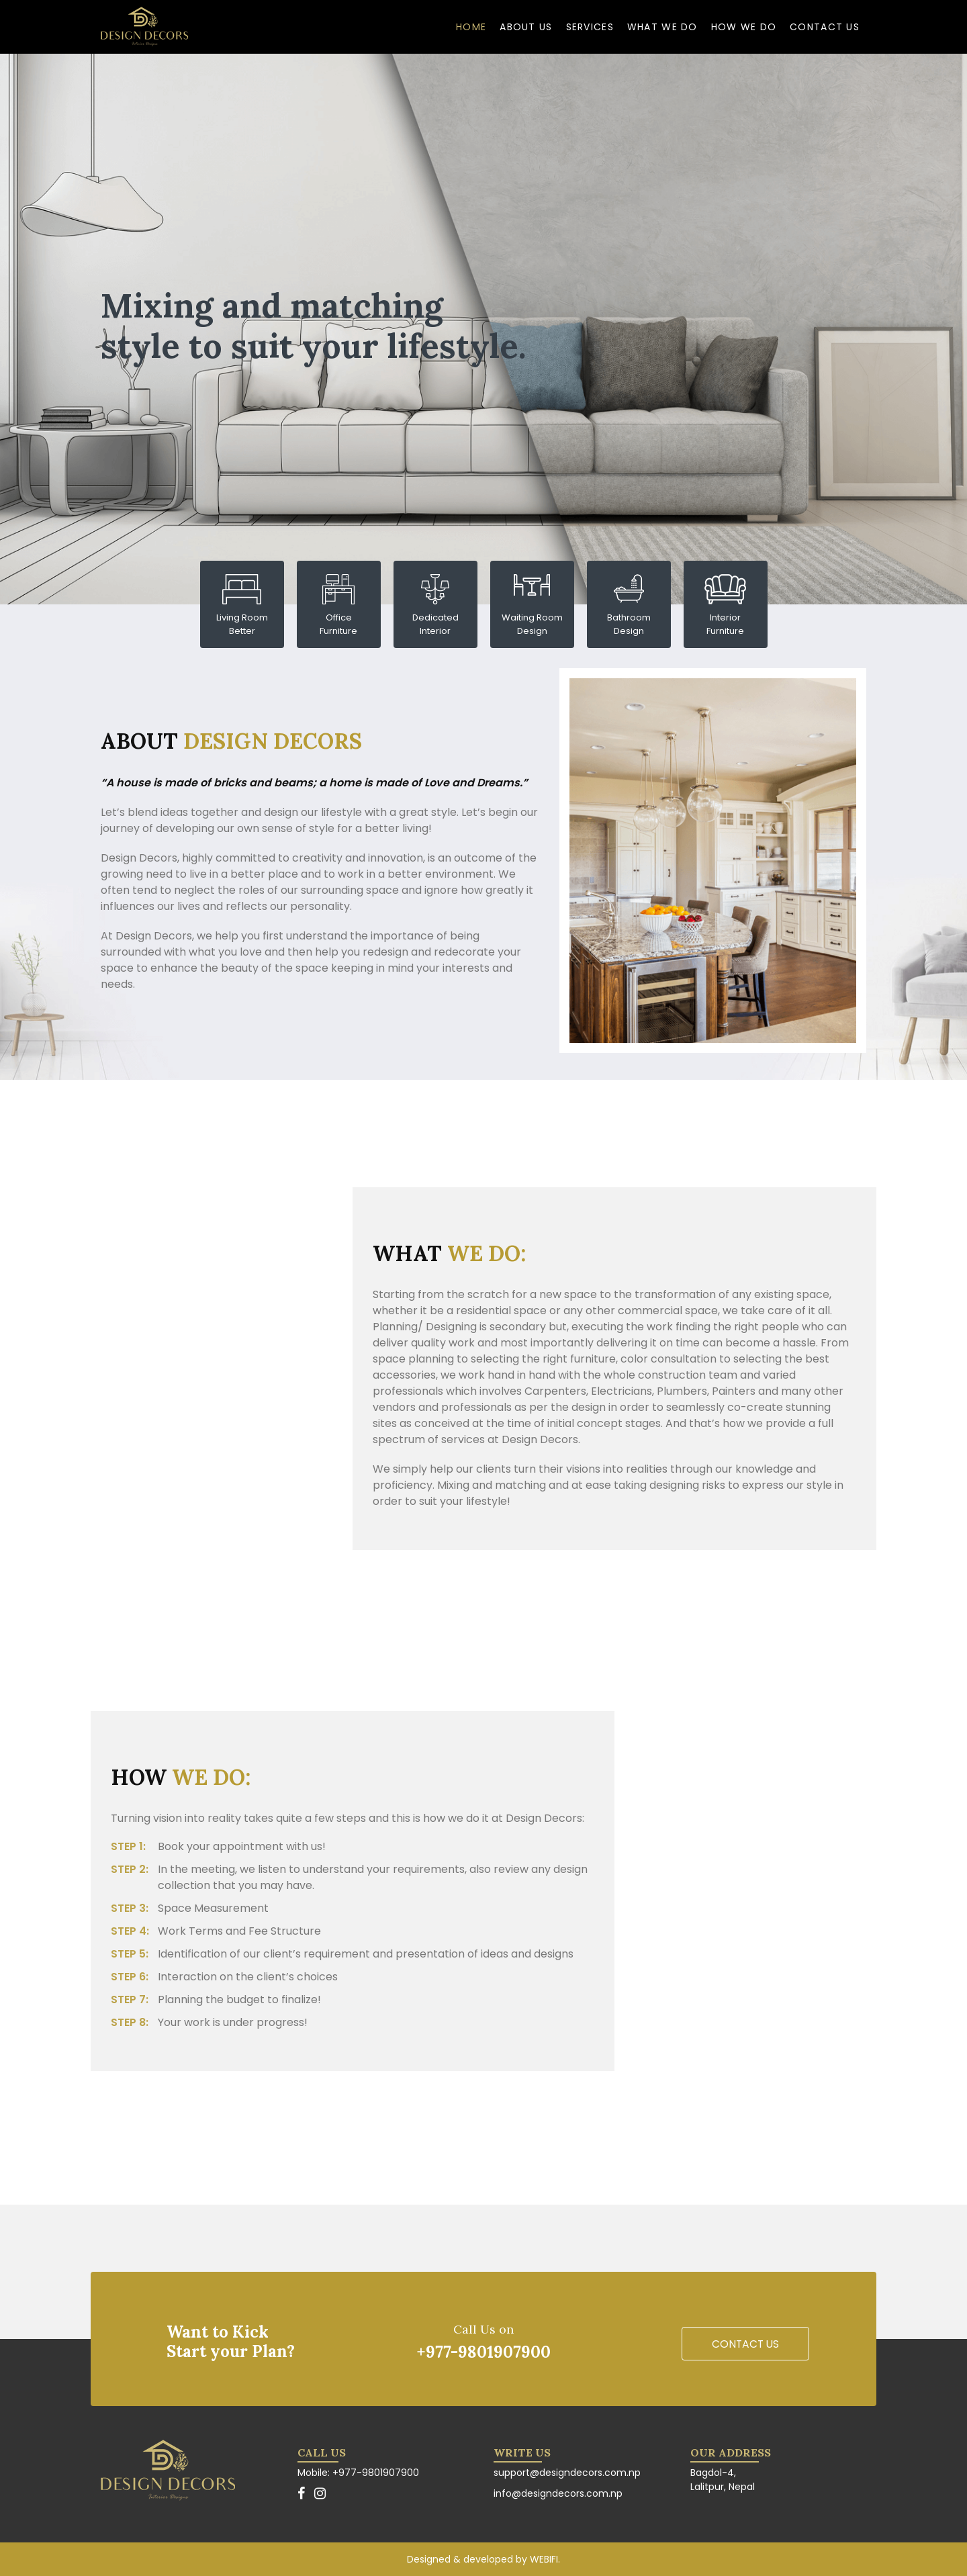 DESIGN DECORS
Interior Designs
HOME ABOUT US SERVICES WHAT WE DO HOW WE DO CONTACT US
Mixing and matching
style to suit your lifestyle.
Living Room
Better
Office
Furniture
Dedicated
Interior
Waiting Room
Design
Bathroom
Design
Interior
Furniture
ABOUT DESIGN DECORS
“A house is made of bricks and beams; a home is made of Love and Dreams.”
Let’s blend ideas together and design our lifestyle with a great style. Let’s begin our
journey of developing our own sense of style for a better living!
Design Decors, highly committed to creativity and innovation, is an outcome of the
growing need to live in a better place and to work in a better environment. We
often tend to neglect the roles of our surrounding space and ignore how greatly it
influences our lives and reflects our personality.
At Design Decors, we help you first understand the importance of being
surrounded with what you love and then help you redesign and redecorate your
space to enhance the beauty of the space keeping in mind your interests and
needs.
WHAT WE DO:
Starting from the scratch for a new space to the transformation of any existing space,
whether it be a residential space or any other commercial space, we take care of it all.
Planning/ Designing is secondary but, executing the work finding the right people who can
deliver quality work and most importantly delivering it on time can become a hassle. From
space planning to selecting the right furniture, color consultation to selecting the best
accessories, we work hand in hand with the whole construction team and varied
professionals which involves Carpenters, Electricians, Plumbers, Painters and many other
vendors and professionals as per the design in order to seamlessly co-create stunning
sites as conceived at the time of initial concept stages. And that’s how we provide a full
spectrum of services at Design Decors.
We simply help our clients turn their visions into realities through our knowledge and
proficiency. Mixing and matching and at ease taking designing risks to express our style in
order to suit your lifestyle!
HOW WE DO:
Turning vision into reality takes quite a few steps and this is how we do it at Design Decors:
STEP 1: Book your appointment with us!
STEP 2: In the meeting, we listen to understand your requirements, also review any design
collection that you may have.
STEP 3: Space Measurement
STEP 4: Work Terms and Fee Structure
STEP 5: Identification of our client’s requirement and presentation of ideas and designs
STEP 6: Interaction on the client’s choices
STEP 7: Planning the budget to finalize!
STEP 8: Your work is under progress!
Want to Kick
Start your Plan?
Call Us on
+977-9801907900
CONTACT US
DESIGN DECORS
Interior Designs
CALL US
Mobile: +977-9801907900
WRITE US
support@designdecors.com.np
info@designdecors.com.np
OUR ADDRESS
Bagdol-4,
Lalitpur, Nepal
Designed & developed by WEBIFI.